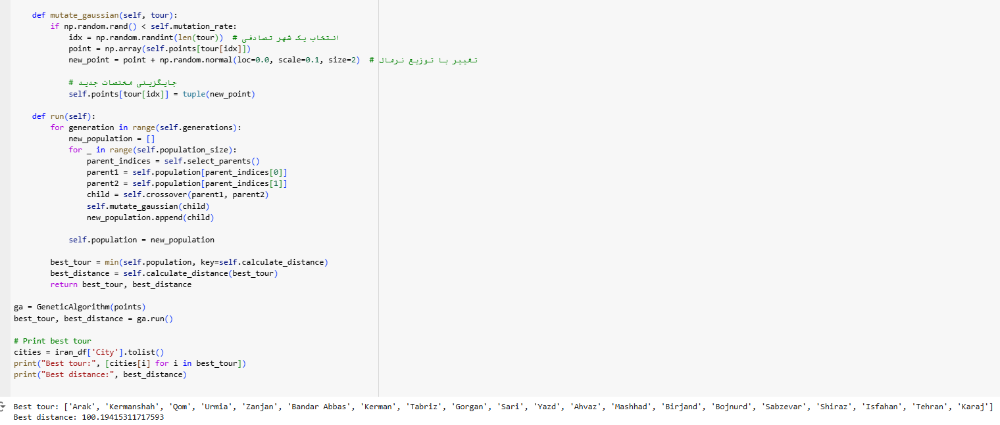 def mutate_gaussian(self, tour):
if np.random.rand() < self.mutation_rate:
idx = np.random.randint(len(tour))  # انتخاب یک شهر تصادفی
point = np.array(self.points[tour[idx]])
new_point = point + np.random.normal(loc=0.0, scale=0.1, size=2)  # تغییر با توزیع نرمال
# جایگزینی مختصات جدید
self.points[tour[idx]] = tuple(new_point)
def run(self):
for generation in range(self.generations):
new_population = []
for _ in range(self.population_size):
parent_indices = self.select_parents()
parent1 = self.population[parent_indices[0]]
parent2 = self.population[parent_indices[1]]
child = self.crossover(parent1, parent2)
self.mutate_gaussian(child)
new_population.append(child)
self.population = new_population
best_tour = min(self.population, key=self.calculate_distance)
best_distance = self.calculate_distance(best_tour)
return best_tour, best_distance
ga = GeneticAlgorithm(points)
best_tour, best_distance = ga.run()
# Print best tour
cities = iran_df['City'].tolist()
print("Best tour:", [cities[i] for i in best_tour])
print("Best distance:", best_distance)
Best tour: ['Arak', 'Kermanshah', 'Qom', 'Urmia', 'Zanjan', 'Bandar Abbas', 'Kerman', 'Tabriz', 'Gorgan', 'Sari', 'Yazd', 'Ahvaz', 'Mashhad', 'Birjand', 'Bojnurd', 'Sabzevar', 'Shiraz', 'Isfahan', 'Tehran', 'Karaj']
Best distance: 100.19415311717593